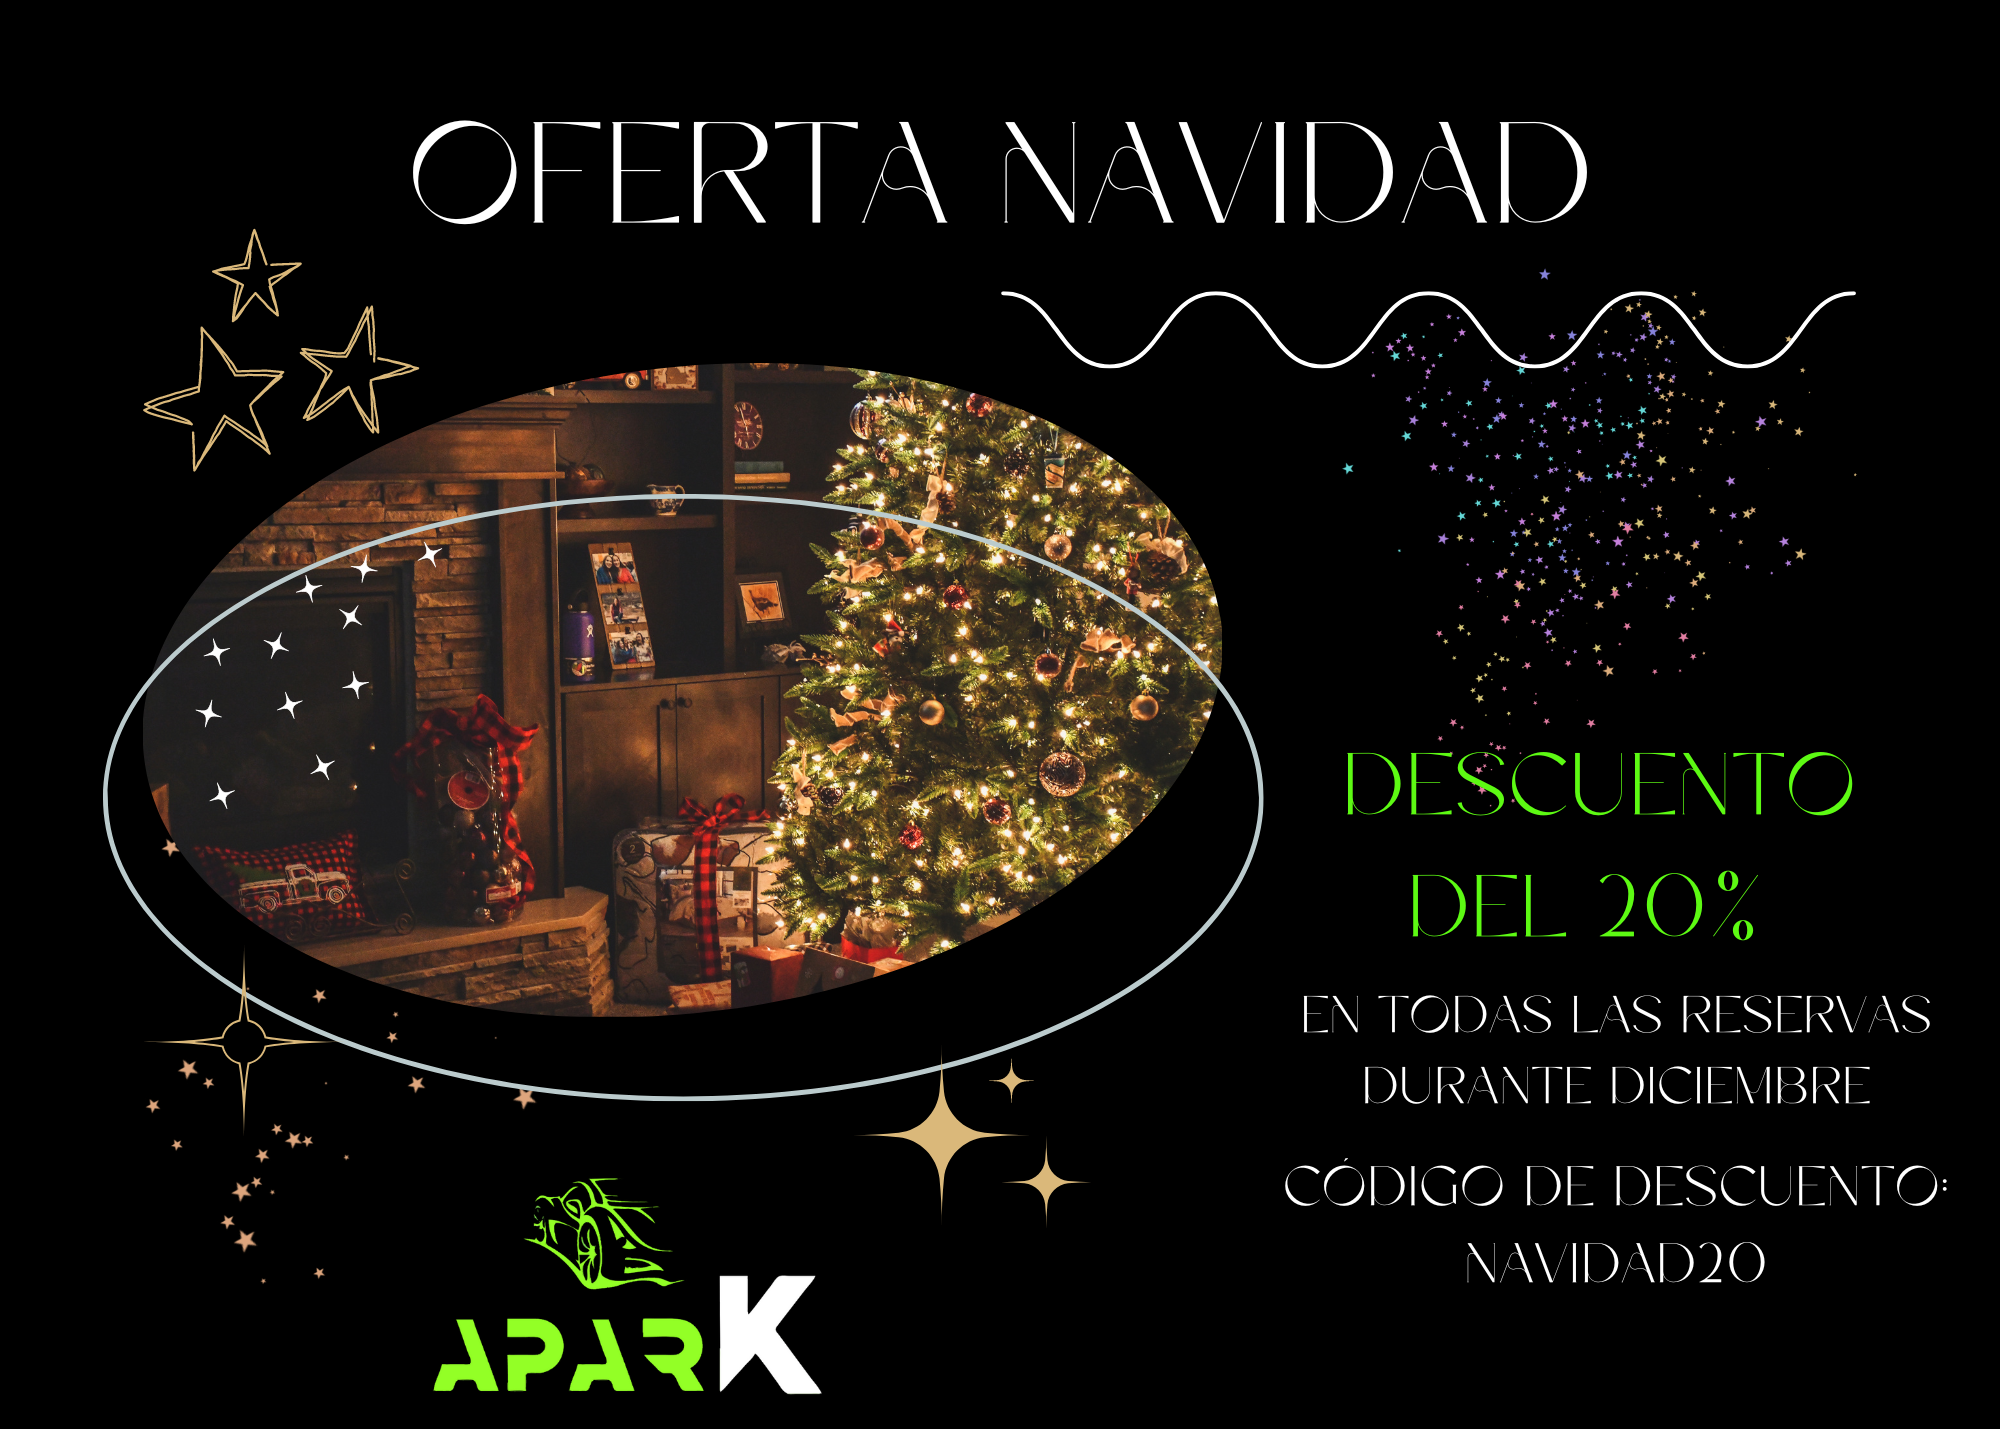 OFERTA NAVIDAD
DESCUENTO
DEL 20%
EN TODAS LAS RESERVAS
DURANTE DICIEMBRE
CÓDIGO DE DESCUENTO:
NAVIDAD20
APARK